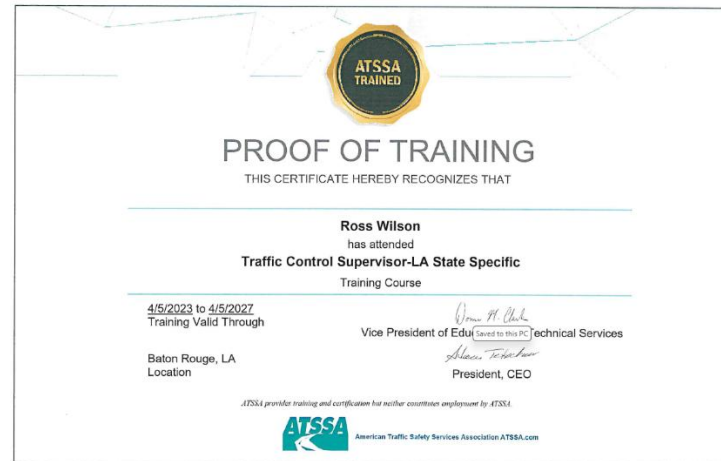 ATSSA
TRAINED
PROOF OF TRAINING
THIS CERTIFICATE HEREBY RECOGNIZES THAT
Ross Wilson
has attended
Traffic Control Supervisor-LA State Specific
Training Course
4/5/2023 to 4/5/2027
Training Valid Through
Vice President of Edu Saved to this PC echnical Services
Baton Rouge, LA
Location
President, CEO
ATSSA provides training and certification but neither constitutes employment by ATSSA.
ATSSA
American Traffic Safety Services Association ATSSA.com